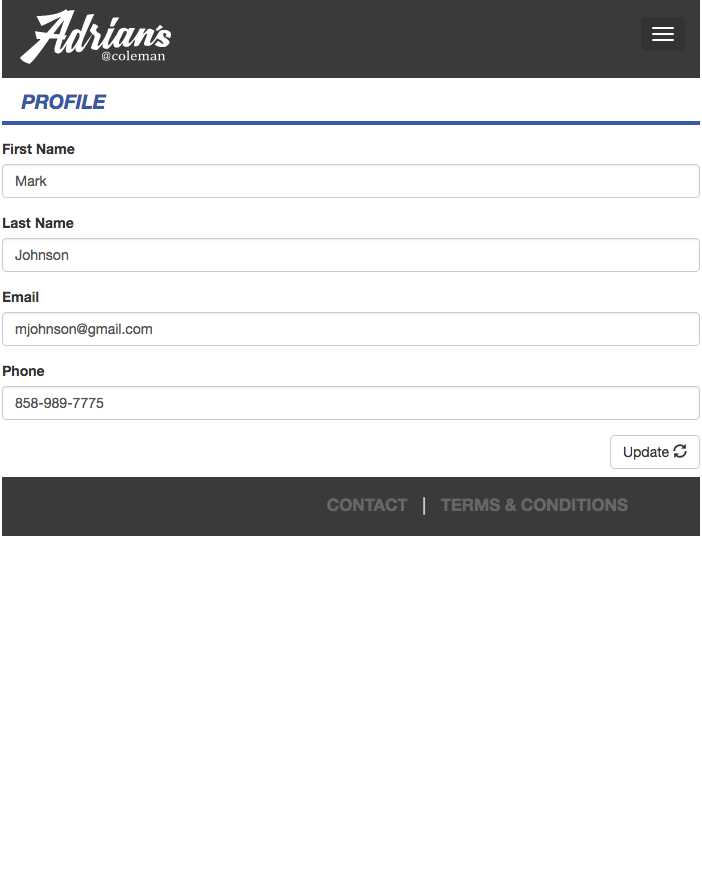 Adrian's
@coleman
PROFILE
First Name
Mark
Last Name
Johnson
Email
mjohnson@gmail.com
Phone
858-989-7775
Update
CONTACT | TERMS & CONDITIONS